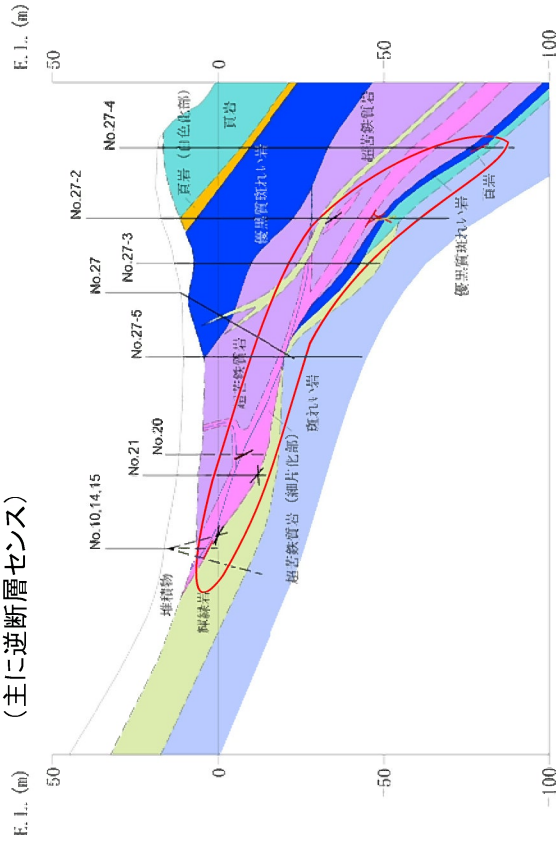 （主に逆断層センス）
E.L.（m）
50
0
-50
-100
No.10,14,15
No.21
No.20
No.27-5
No.27
No.27-3
No.27-2
No.27-4
E.L.（m）
50
0
-50
-100
堆積物
輝緑岩
超苦鉄質岩（細片化部）
斑れい岩
超苦鉄質岩
優黒質斑れい岩
頁岩（白色化部）
頁岩
超苦鉄質岩
優黒質斑れい岩
頁岩